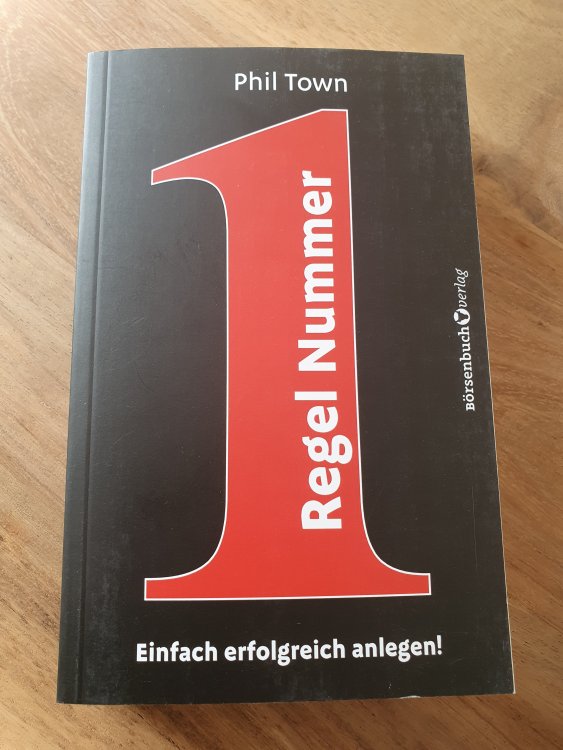 Phil Town
1
Regel Nummer
Börsenbuchverlag
Einfach erfolgreich anlegen!